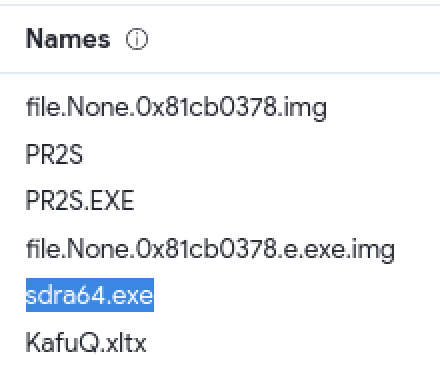 Names
file.None.0x81cb0378.img
PR2S
PR2S.EXE
file.None.0x81cb0378.e.exe.img
sdra64.exe
KafuQ.xltx